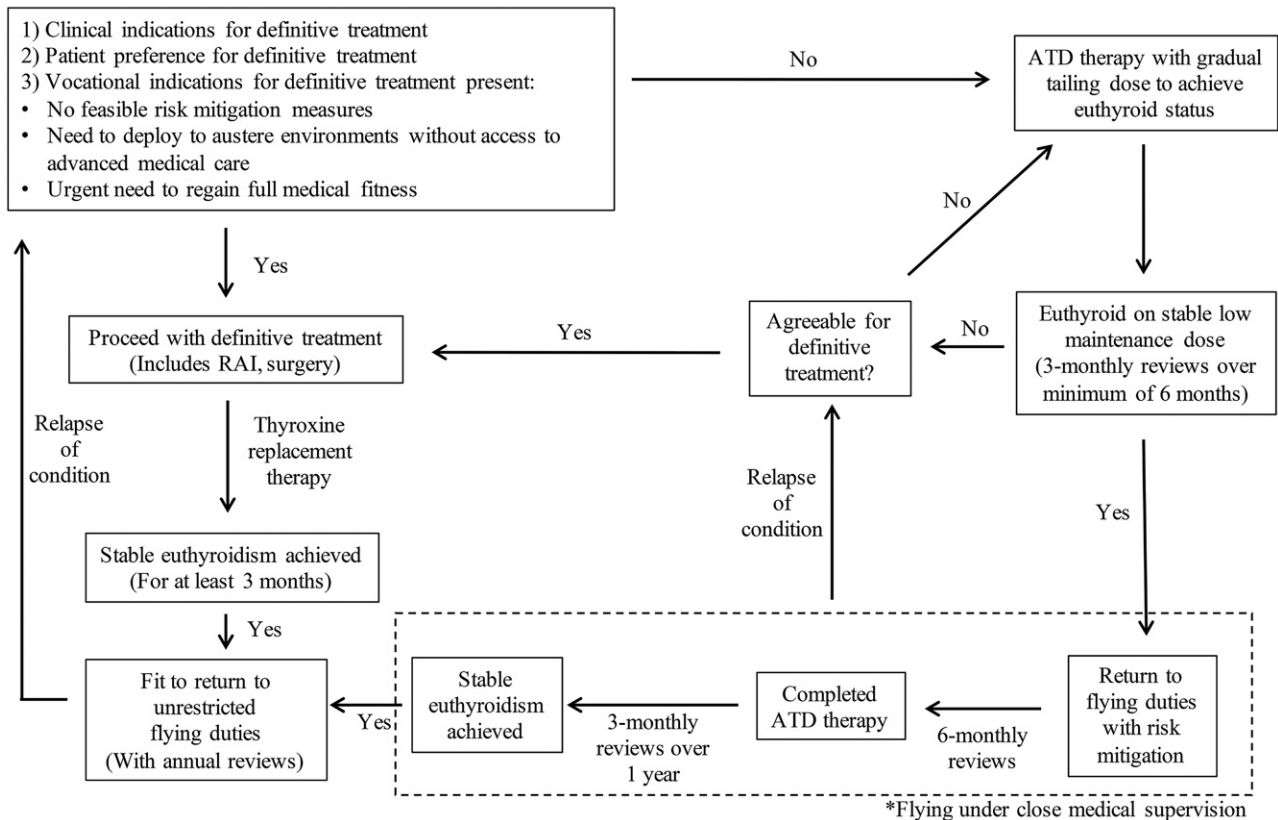 1) Clinical indications for definitive treatment
2) Patient preference for definitive treatment
3) Vocational indications for definitive treatment present:
• No feasible risk mitigation measures
• Need to deploy to austere environments without access to
advanced medical care
• Urgent need to regain full medical fitness
No
ATD therapy with gradual
tailing dose to achieve
euthyroid status
Yes
No
Proceed with definitive treatment
(Includes RAI, surgery)
Yes
Agreeable for
definitive
treatment?
No
Euthyroid on stable low
maintenance dose
(3-monthly reviews over
minimum of 6 months)
Relapse
of
condition
Thyroxine
replacement
therapy
Relapse
of
condition
Yes
Stable euthyroidism achieved
(For at least 3 months)
Yes
Fit to return to
unrestricted
flying duties
(With annual reviews)
Yes
Stable
euthyroidism
achieved
3-monthly
reviews over
1 year
Completed
ATD therapy
6-monthly
reviews
Return to
flying duties
with risk
mitigation
*Flying under close medical supervision